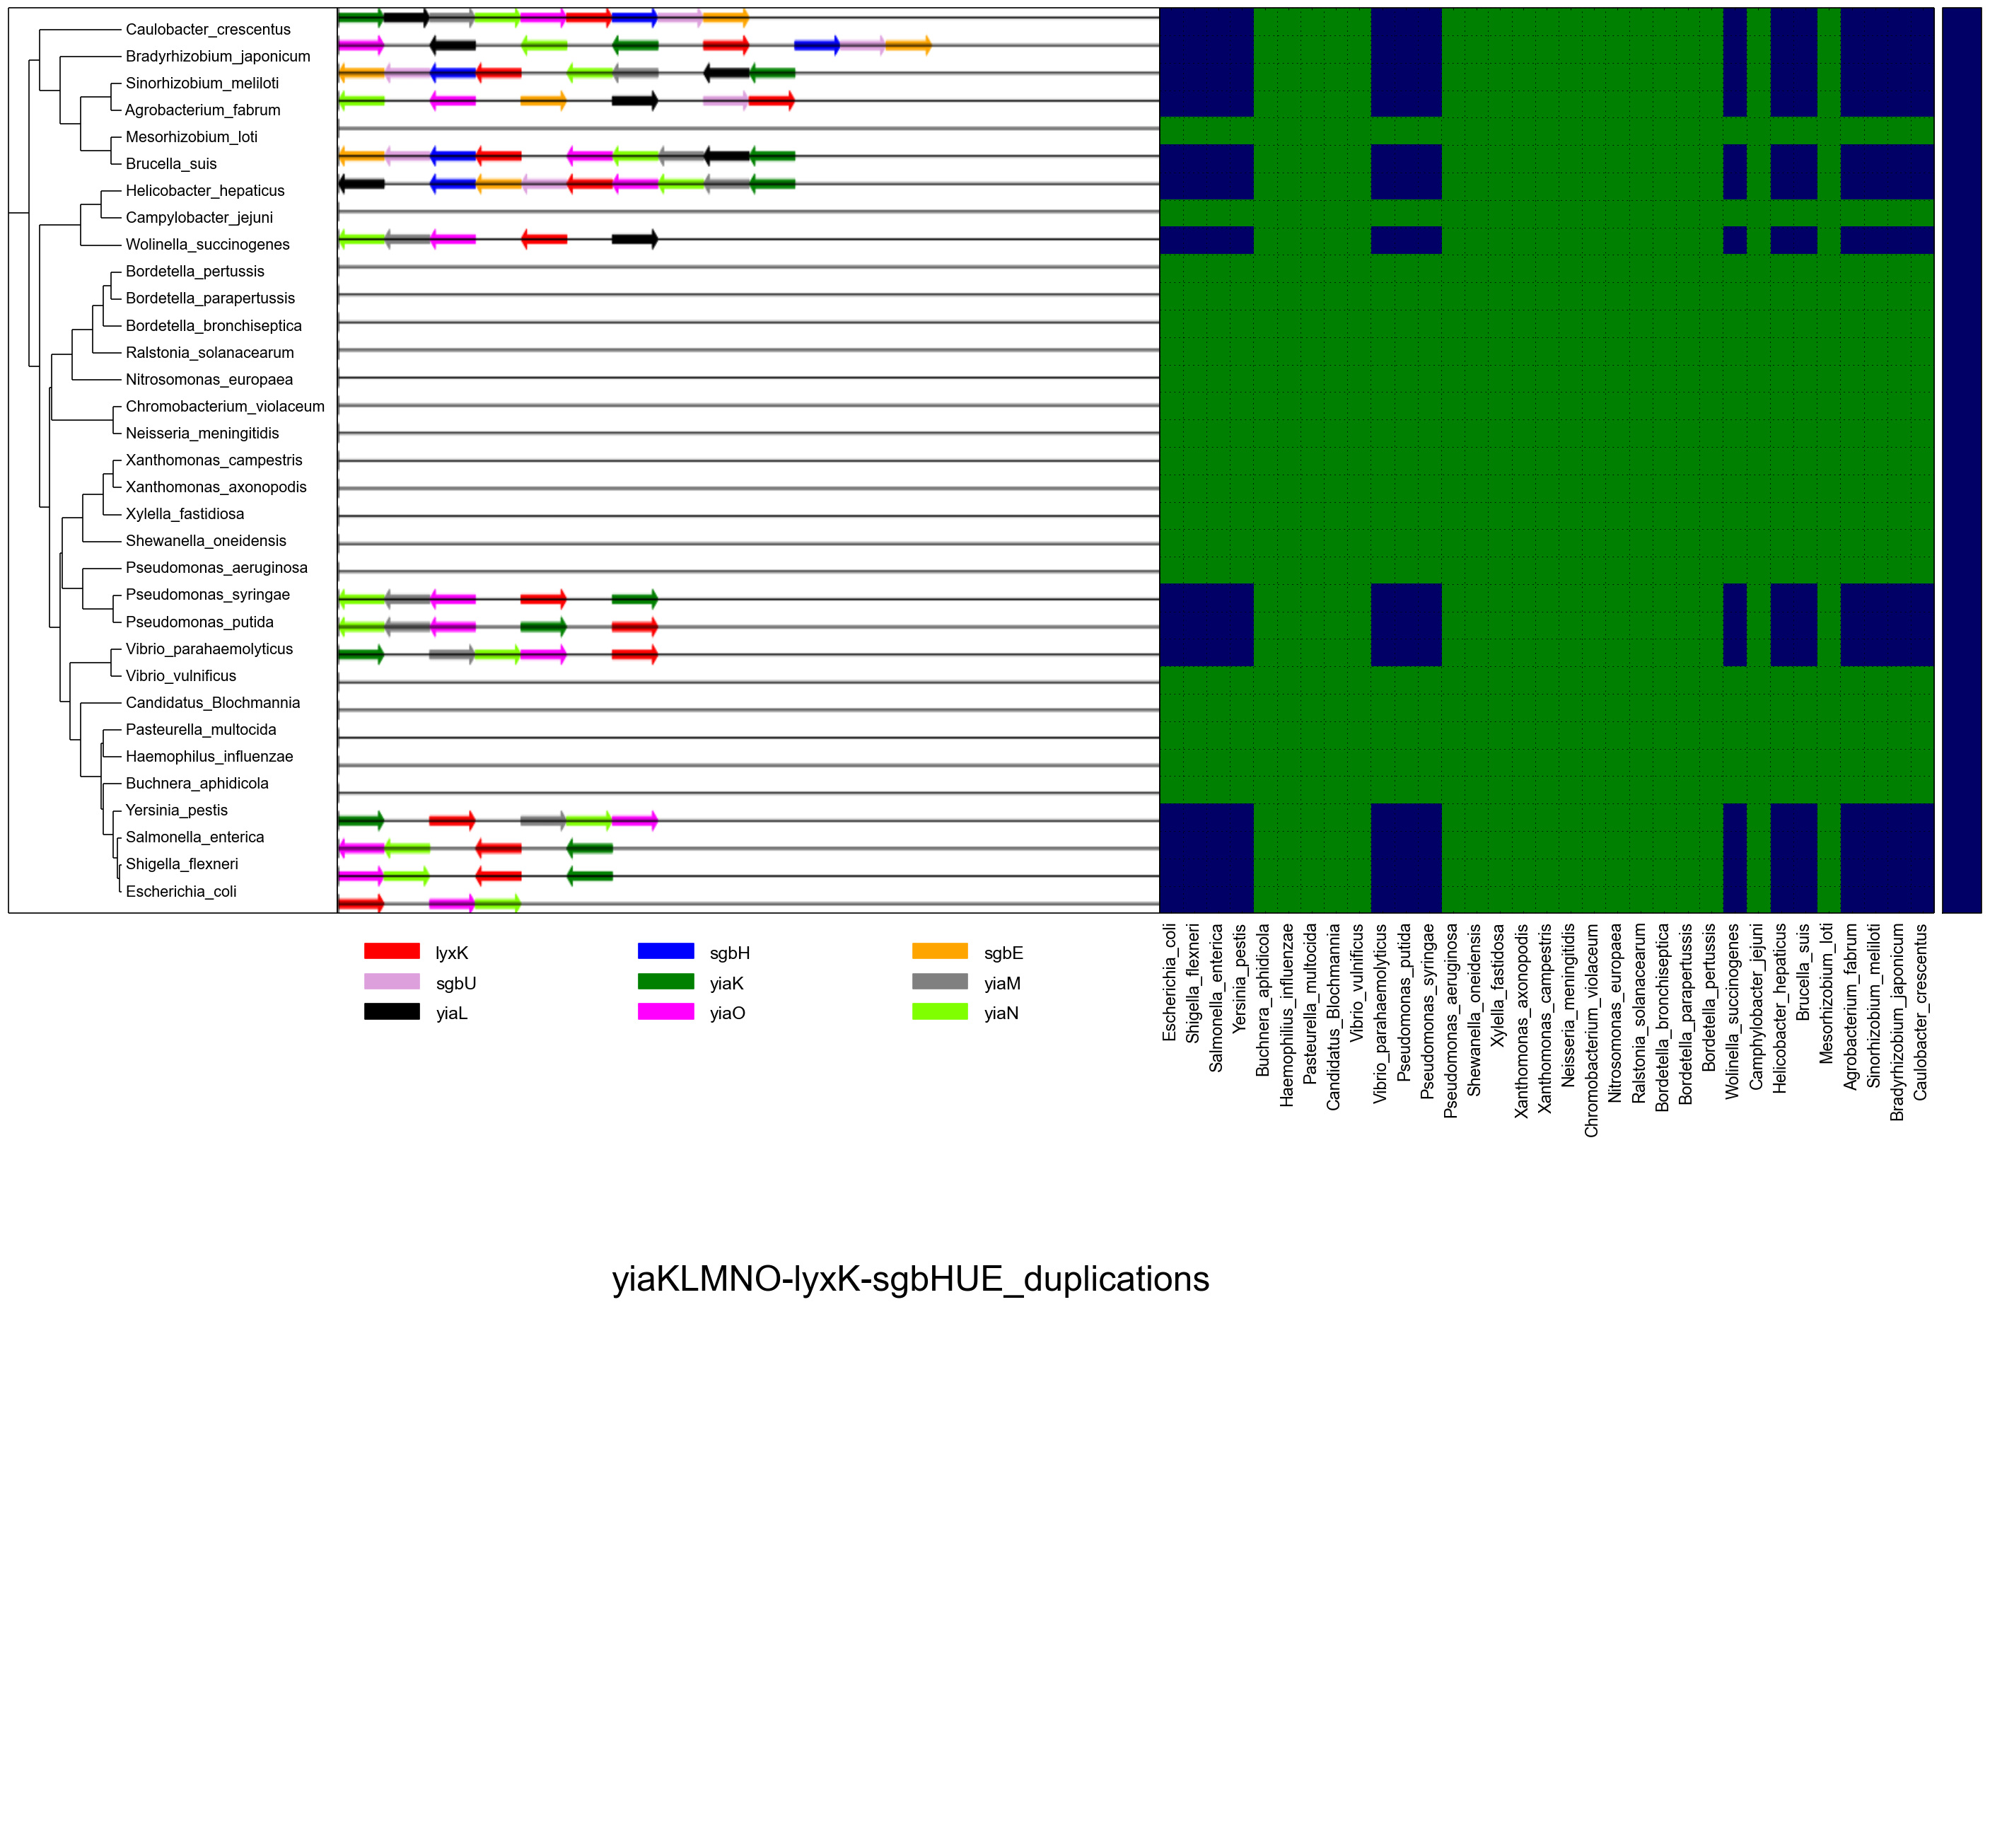 Caulobacter_crescentus
Bradyrhizobium_japonicum
Sinorhizobium_meliloti
Agrobacterium_fabrum
Mesorhizobium_loti
Brucella_suis
Helicobacter_hepaticus
Campylobacter_jejuni
Wolinella_succinogenes
Bordetella_pertussis
Bordetella_parapertussis
Bordetella_bronchiseptica
Ralstonia_solanacearum
Nitrosomonas_europaea
Chromobacterium_violaceum
Neisseria_meningitidis
Xanthomonas_campestris
Xanthomonas_axonopodis
Xylella_fastidiosa
Shewanella_oneidensis
Pseudomonas_aeruginosa
Pseudomonas_syringae
Pseudomonas_putida
Vibrio_parahaemolyticus
Vibrio_vulnificus
Candidatus_Blochmannia
Pasteurella_multocida
Haemophilus_influenzae
Buchnera_aphidicola
Yersinia_pestis
Salmonella_enterica
Shigella_flexneri
Escherichia_coli
lyxK sgbH sgbE
sgbU yiaK yiaM
yiaL yiaO yiaN
Escherichia_coli
Shigella_flexneri
Salmonella_enterica
Yersinia_pestis
Buchnera_aphidicola
Haemophilius_influenzae
Pasteurella_multocida
Candidatus_Blochmannia
Vibrio_vulnificus
Vibrio_parahaemolyticus
Pseudomonas_putida
Pseudomonas_syringae
Pseudomonas_aeruginosa
Shewanella_oneidensis
Xylella_fastidiosa
Xanthomonas_axonopodis
Xanthomonas_campestris
Neisseria_meningitidis
Chromobacterium_violaceum
Nitrosomonas_europaea
Ralstonia_solanacearum
Bordetella_bronchiseptica
Bordetella_parapertussis
Bordetella_pertussis
Wolinella_succinogenes
Camphylobacter_jejuni
Helicobacter_hepaticus
Brucella_suis
Mesorhizobium_loti
Agrobacterium_fabrum
Sinorhizobium_meliloti
Bradyrhizobium_japonicum
Caulobacter_crescentus
yiaKLMNO-lyxK-sgbHUE_duplications